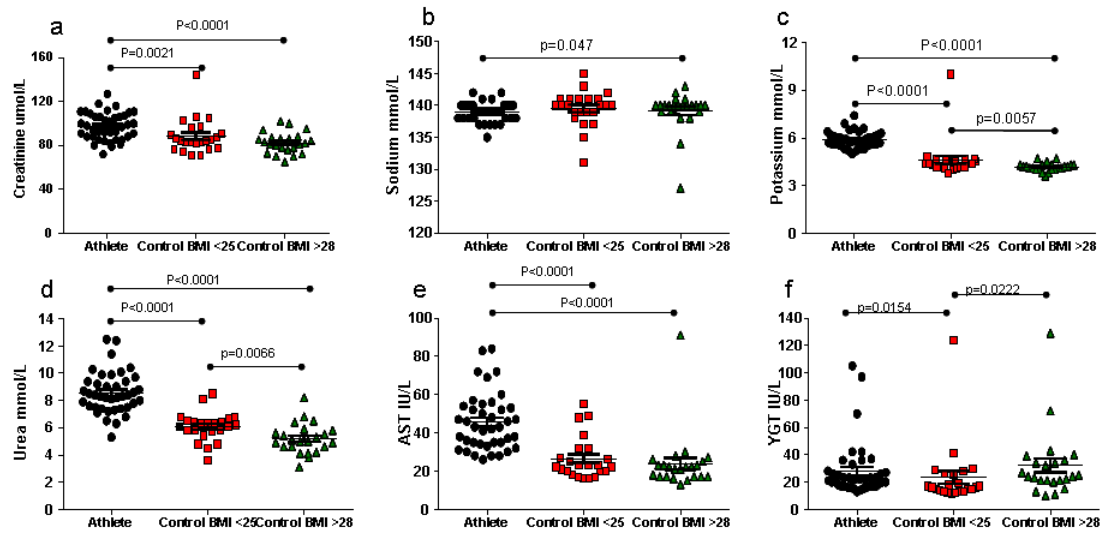 a
P<0.0001
P=0.0021
Creatinine umol/L
160
120
80
40
0
Athlete Control BMI <25 Control BMI >28
b
p=0.047
Sodium mmol/L
150
145
140
135
130
125
120
Athlete Control BMI <25 Control BMI >28
c
P<0.0001
P<0.0001
p=0.0057
Potassium mmol/L
12
9
6
3
0
Athlete Control BMI <25 Control BMI >28
d
P<0.0001
P<0.0001
p=0.0066
Urea mmol/L
14
12
10
8
6
4
2
0
Athlete Control BMI <25 Control BMI >28
e
P<0.0001
P<0.0001
AST IU/L
100
80
60
40
20
0
Athlete Control BMI <25 Control BMI >28
f
p=0.0222
p=0.0154
YGT IU/L
140
120
100
80
60
40
20
0
Athlete Control BMI <25 Control BMI >28